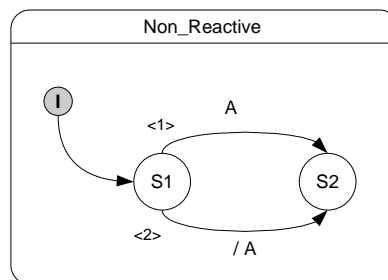 Non_Reactive
I
<1>
A
S1
S2
<2>
/ A